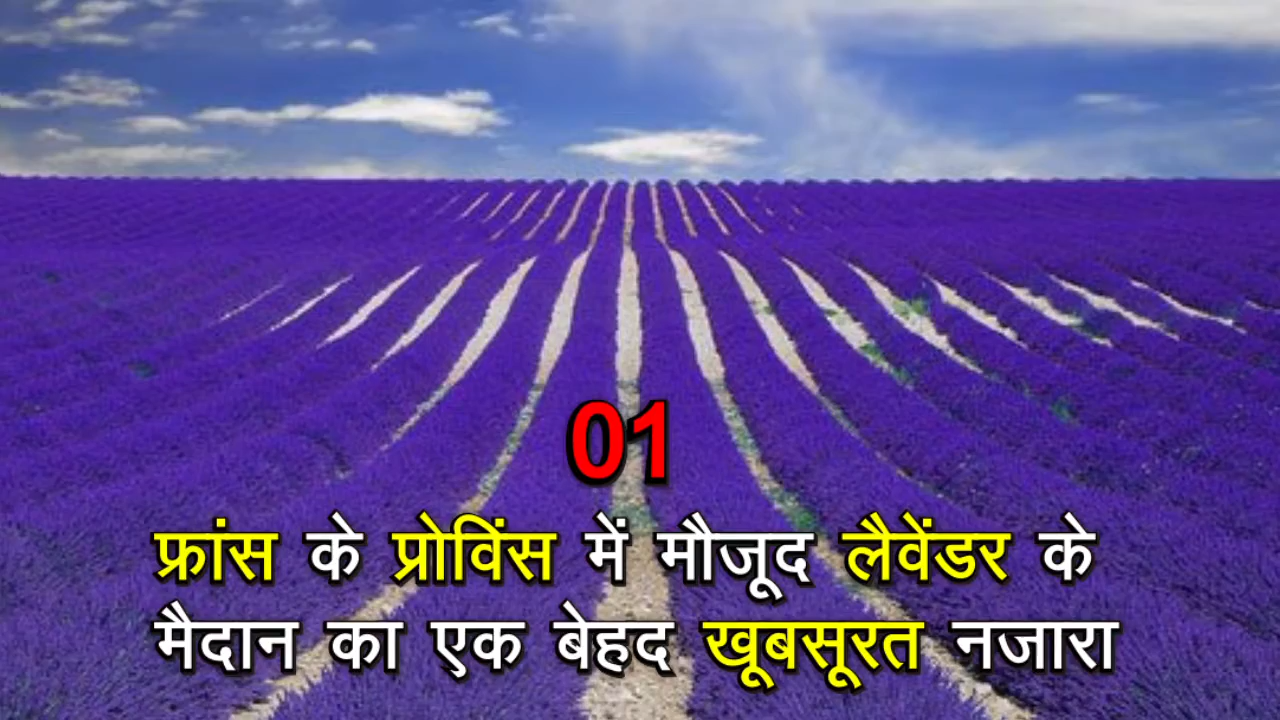 01
फ्रांस के प्रोविंस में मौजूद लैवेंडर के
मैदान का एक बेहद खूबसूरत नजारा